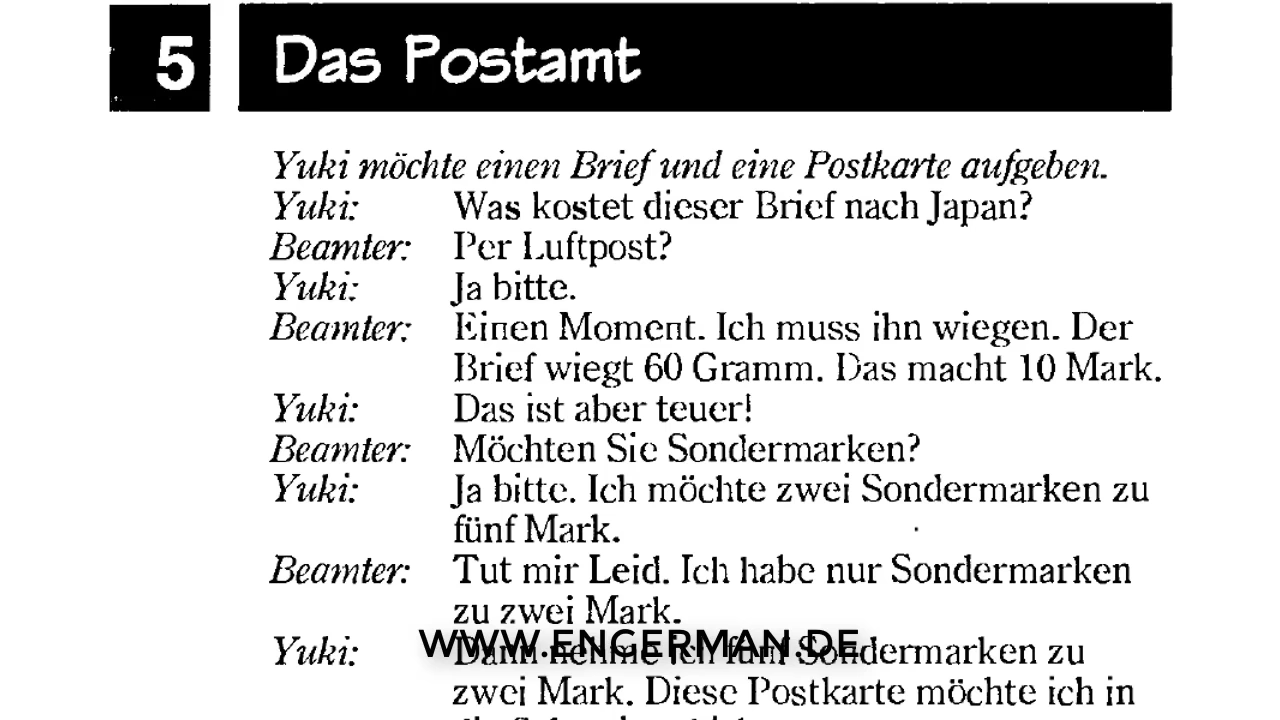 5 Das Postamt
Yuki möchte einen Brief und eine Postkarte aufgeben.
Yuki: Was kostet dieser Brief nach Japan?
Beamter: Per Luftpost?
Yuki: Ja bitte.
Beamter: Einen Moment. Ich muss ihn wiegen. Der
Brief wiegt 60 Gramm. Das macht 10 Mark.
Yuki: Das ist aber teuer!
Beamter: Möchten Sie Sondermarken?
Yuki: Ja bitte. Ich möchte zwei Sondermarken zu
fünf Mark.
Beamter: Tut mir Leid. Ich habe nur Sondermarken
zu zwei Mark.
WWW.ENGERMAN.DE
Yuki: Dann nehme ich fünf Sondermarken zu
zwei Mark. Diese Postkarte möchte ich in